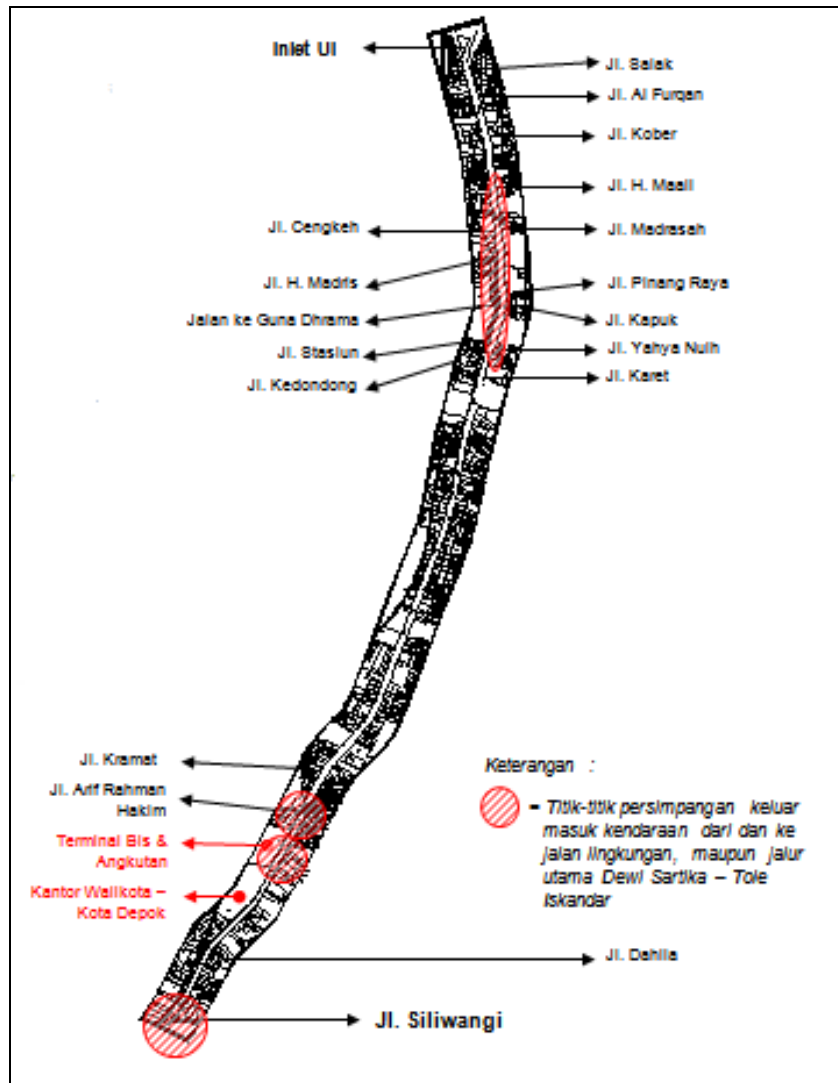 Inlet UI
Jl. Salak
Jl. Al Furqan
Jl. Kober
Jl. H. Maali
Jl. Cengkeh
Jl. Madrasah
Jl. H. Madris
Jl. Pinang Raya
Jalan ke Guna Dhrama
Jl. Kapuk
Jl. Stasiun
Jl. Yahya Nuih
Jl. Kedondong
Jl. Karet
Jl. Kramat
Jl. Arif Rahman
Hakim
Terminal Bis &
Angkutan
Kantor Walikota –
Kota Depok
Keterangan :
= Titik-titik persimpangan keluar
masuk kendaraan dari dan ke
jalan lingkungan, maupun jalur
utama Dewi Sartika – Tole
Iskandar
Jl. Dahlia
Jl. Siliwangi